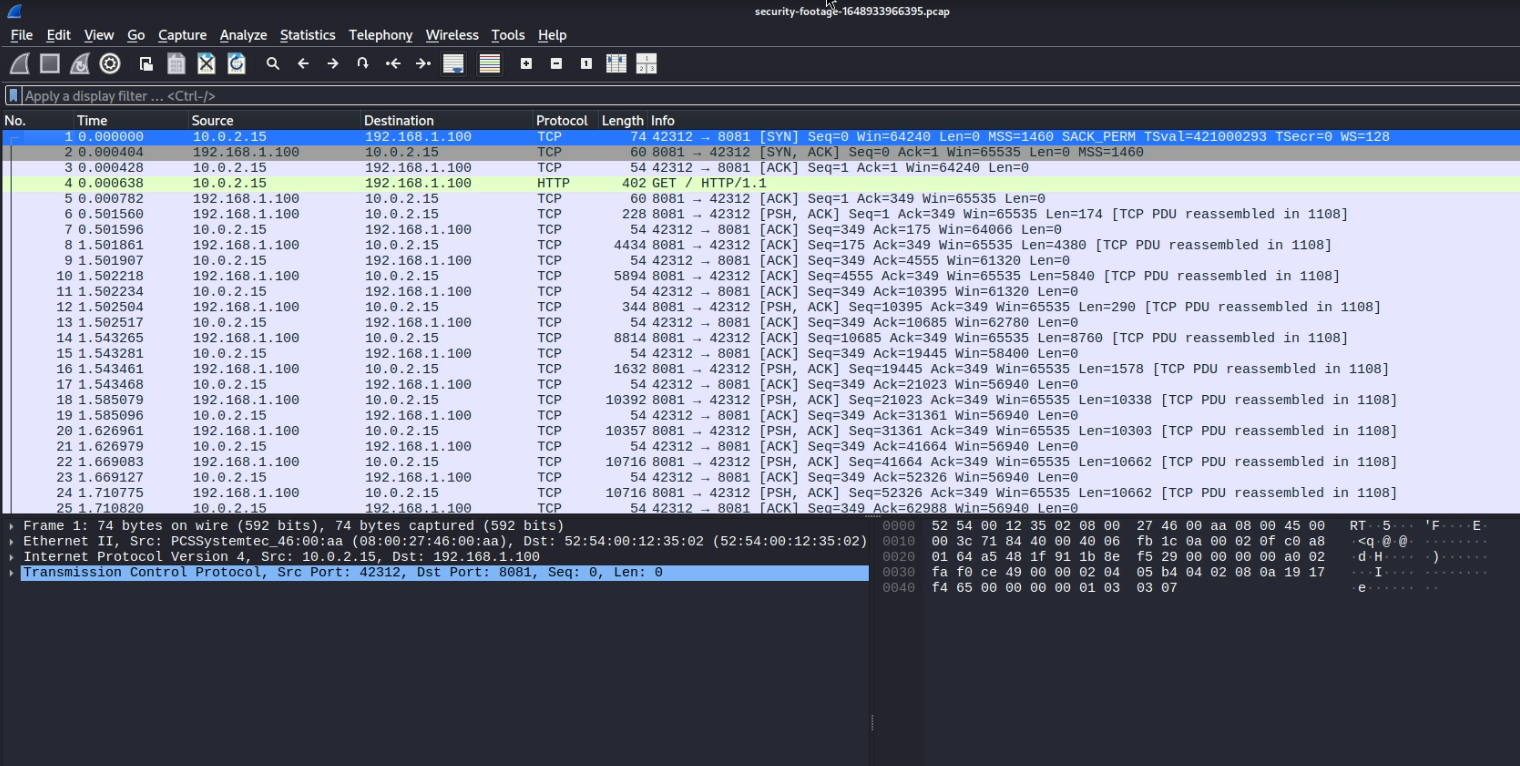 security-footage-1648933966395.pcap
File Edit View Go Capture Analyze Statistics Telephony Wireless Tools Help
Apply a display filter ... <Ctrl-/>
No. Time Source Destination Protocol Length Info
1 0.000000 10.0.2.15 192.168.1.100 TCP 74 42312 → 8081 [SYN] Seq=0 Win=64240 Len=0 MSS=1460 SACK_PERM TSval=421000293 TSecr=0 WS=128
2 0.000404 192.168.1.100 10.0.2.15 TCP 60 8081 → 42312 [SYN, ACK] Seq=0 Ack=1 Win=65535 Len=0 MSS=1460
3 0.000428 10.0.2.15 192.168.1.100 TCP 54 42312 → 8081 [ACK] Seq=1 Ack=1 Win=64240 Len=0
4 0.000638 10.0.2.15 192.168.1.100 HTTP 402 GET / HTTP/1.1
5 0.000782 192.168.1.100 10.0.2.15 TCP 60 8081 → 42312 [ACK] Seq=1 Ack=349 Win=65535 Len=0
6 0.501560 192.168.1.100 10.0.2.15 TCP 228 8081 → 42312 [PSH, ACK] Seq=1 Ack=349 Win=65535 Len=174 [TCP PDU reassembled in 1108]
7 0.501596 10.0.2.15 192.168.1.100 TCP 54 42312 → 8081 [ACK] Seq=349 Ack=175 Win=64066 Len=0
8 1.501861 192.168.1.100 10.0.2.15 TCP 4434 8081 → 42312 [ACK] Seq=175 Ack=349 Win=65535 Len=4380 [TCP PDU reassembled in 1108]
9 1.501907 10.0.2.15 192.168.1.100 TCP 54 42312 → 8081 [ACK] Seq=349 Ack=4555 Win=61320 Len=0
10 1.502218 192.168.1.100 10.0.2.15 TCP 5894 8081 → 42312 [ACK] Seq=4555 Ack=349 Win=65535 Len=5840 [TCP PDU reassembled in 1108]
11 1.502234 10.0.2.15 192.168.1.100 TCP 54 42312 → 8081 [ACK] Seq=349 Ack=10395 Win=61320 Len=0
12 1.502504 192.168.1.100 10.0.2.15 TCP 344 8081 → 42312 [PSH, ACK] Seq=10395 Ack=349 Win=65535 Len=290 [TCP PDU reassembled in 1108]
13 1.502517 10.0.2.15 192.168.1.100 TCP 54 42312 → 8081 [ACK] Seq=349 Ack=10685 Win=62780 Len=0
14 1.543265 192.168.1.100 10.0.2.15 TCP 8814 8081 → 42312 [ACK] Seq=10685 Ack=349 Win=65535 Len=8760 [TCP PDU reassembled in 1108]
15 1.543281 10.0.2.15 192.168.1.100 TCP 54 42312 → 8081 [ACK] Seq=349 Ack=19445 Win=58400 Len=0
16 1.543461 192.168.1.100 10.0.2.15 TCP 1632 8081 → 42312 [PSH, ACK] Seq=19445 Ack=349 Win=65535 Len=1578 [TCP PDU reassembled in 1108]
17 1.543468 10.0.2.15 192.168.1.100 TCP 54 42312 → 8081 [ACK] Seq=349 Ack=21023 Win=56940 Len=0
18 1.585079 192.168.1.100 10.0.2.15 TCP 10392 8081 → 42312 [PSH, ACK] Seq=21023 Ack=349 Win=65535 Len=10338 [TCP PDU reassembled in 1108]
19 1.585096 10.0.2.15 192.168.1.100 TCP 54 42312 → 8081 [ACK] Seq=349 Ack=31361 Win=56940 Len=0
20 1.626961 192.168.1.100 10.0.2.15 TCP 10357 8081 → 42312 [PSH, ACK] Seq=31361 Ack=349 Win=65535 Len=10303 [TCP PDU reassembled in 1108]
21 1.626979 10.0.2.15 192.168.1.100 TCP 54 42312 → 8081 [ACK] Seq=349 Ack=41664 Win=56940 Len=0
22 1.669083 192.168.1.100 10.0.2.15 TCP 10716 8081 → 42312 [PSH, ACK] Seq=41664 Ack=349 Win=65535 Len=10662 [TCP PDU reassembled in 1108]
23 1.669127 10.0.2.15 192.168.1.100 TCP 54 42312 → 8081 [ACK] Seq=349 Ack=52326 Win=56940 Len=0
24 1.710775 192.168.1.100 10.0.2.15 TCP 10716 8081 → 42312 [PSH, ACK] Seq=52326 Ack=349 Win=65535 Len=10662 [TCP PDU reassembled in 1108]
25 1.710820 10.0.2.15 192.168.1.100 TCP 54 42312 → 8081 [ACK] Seq=349 Ack=62988 Win=56940 Len=0
Frame 1: 74 bytes on wire (592 bits), 74 bytes captured (592 bits)
Ethernet II, Src: PCSSystemtec_46:00:aa (08:00:27:46:00:aa), Dst: 52:54:00:12:35:02 (52:54:00:12:35:02)
Internet Protocol Version 4, Src: 10.0.2.15, Dst: 192.168.1.100
Transmission Control Protocol, Src Port: 42312, Dst Port: 8081, Seq: 0, Len: 0
0000 52 54 00 12 35 02 08 00 27 46 00 aa 08 00 45 00 RT··5··· 'F····E·
0010 00 3c 71 84 40 00 40 06 fb 1c 0a 00 02 0f c0 a8 ·<q·@·@· ········
0020 01 64 a5 48 1f 91 1b 8e f5 29 00 00 00 00 a0 02 ·d·H···· ·)······
0030 fa f0 ce 49 00 00 02 04 05 b4 04 02 08 0a 19 17 ···I···· ········
0040 f4 65 00 00 00 00 01 03 03 07 ·e······ ··